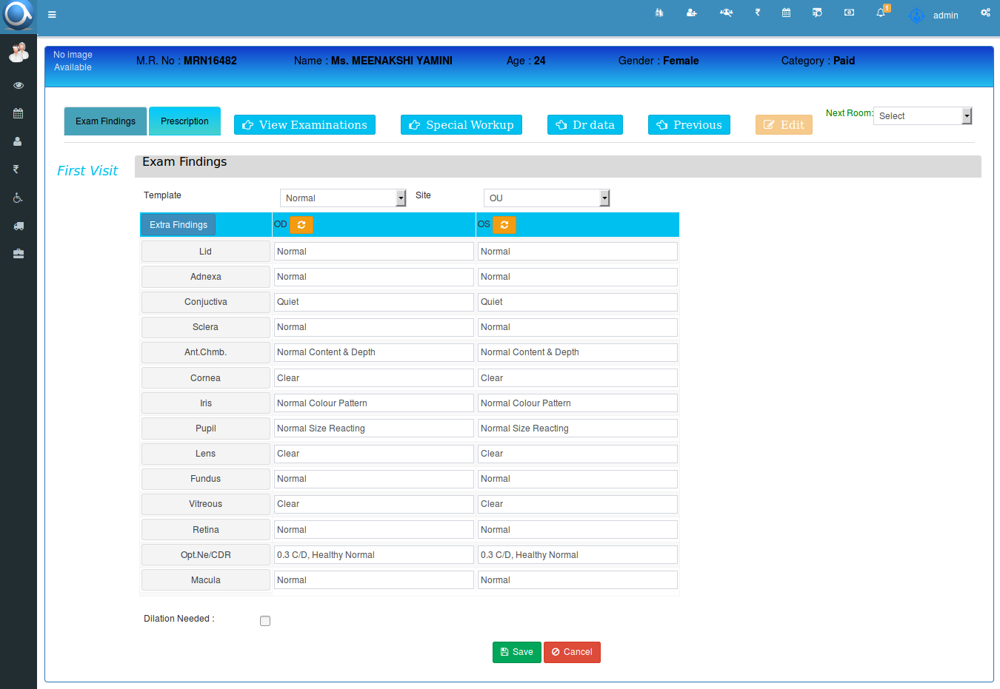 1
admin
No image
Available
M.R. No : MRN16482
Name : Ms. MEENAKSHI YAMINI
Age : 24
Gender : Female
Category : Paid
Exam Findings
Prescription
View Examinations
Special Workup
Dr data
Previous
Edit
Next Room: Select
First Visit
Exam Findings
Template Normal Site OU
Extra Findings OD OS
Lid Normal Normal
Adnexa Normal Normal
Conjuctiva Quiet Quiet
Sclera Normal Normal
Ant.Chmb. Normal Content & Depth Normal Content & Depth
Cornea Clear Clear
Iris Normal Colour Pattern Normal Colour Pattern
Pupil Normal Size Reacting Normal Size Reacting
Lens Clear Clear
Fundus Normal Normal
Vitreous Clear Clear
Retina Normal Normal
Opt.Ne/CDR 0.3 C/D, Healthy Normal 0.3 C/D, Healthy Normal
Macula Normal Normal
Dilation Needed :
Save Cancel